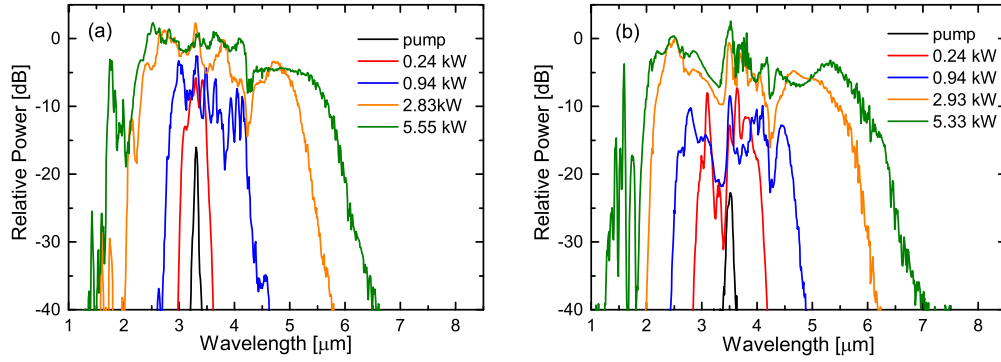 (a)
pump
0.24 kW
0.94 kW
2.83kW
5.55 kW
0
-10
-20
-30
-40
Relative Power [dB]
1 2 3 4 5 6 7 8
Wavelength [μm]
(b)
pump
0.24 kW
0.94 kW
2.93 kW
5.33 kW
0
-10
-20
-30
-40
Relative Power [dB]
1 2 3 4 5 6 7 8
Wavelength [μm]